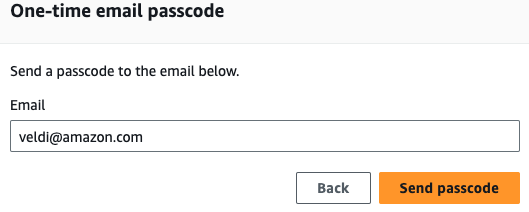 One-time email passcode
Send a passcode to the email below.
Email
veldi@amazon.com
Back Send passcode